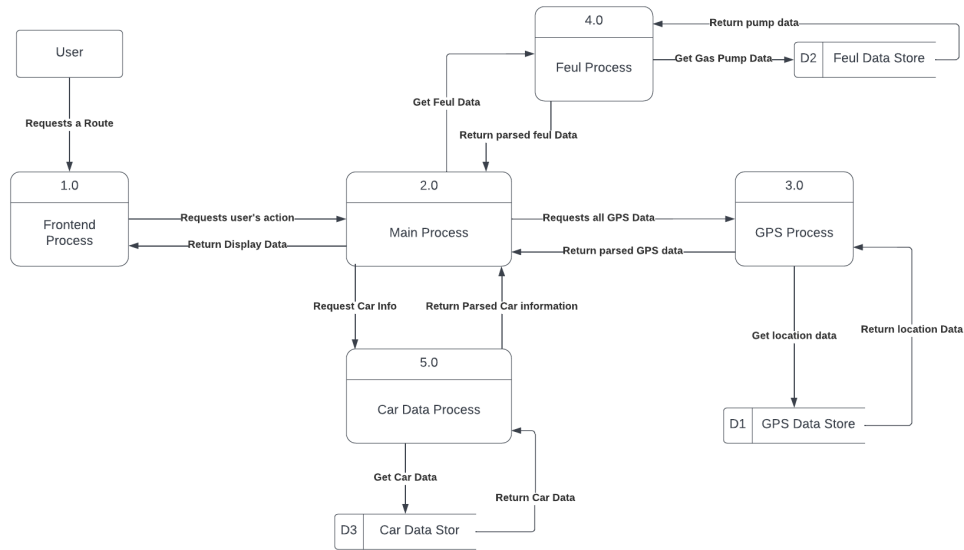 4.0
Return pump data
User
Feul Process
Get Gas Pump Data
D2
Feul Data Store
Get Feul Data
Requests a Route
Return parsed feul Data
1.0
2.0
3.0
Frontend
Process
Requests user's action
Main Process
Requests all GPS Data
GPS Process
Return Display Data
Return parsed GPS data
Request Car Info
Return Parsed Car information
Get location data
Return location Data
5.0
Car Data Process
D1
GPS Data Store
Get Car Data
Return Car Data
D3
Car Data Stor